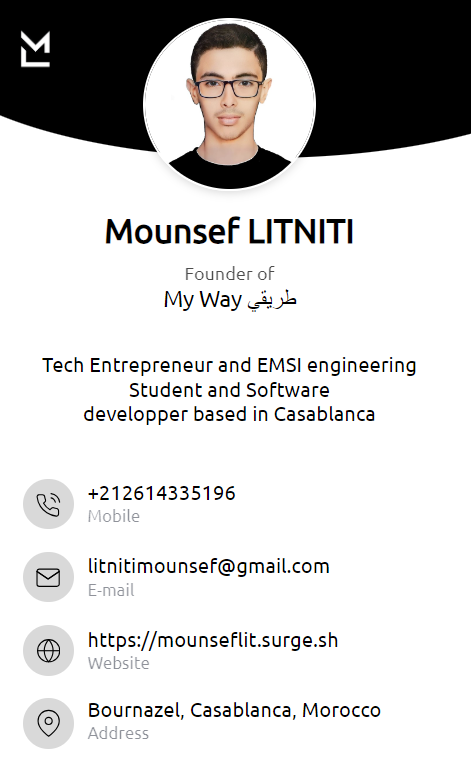 Mounsef LITNITI
Founder of
My Way طريقي
Tech Entrepreneur and EMSI engineering
Student and Software
developper based in Casablanca
+212614335196
Mobile
litnitimounsef@gmail.com
E-mail
https://mounseflit.surge.sh
Website
Bournazel, Casablanca, Morocco
Address